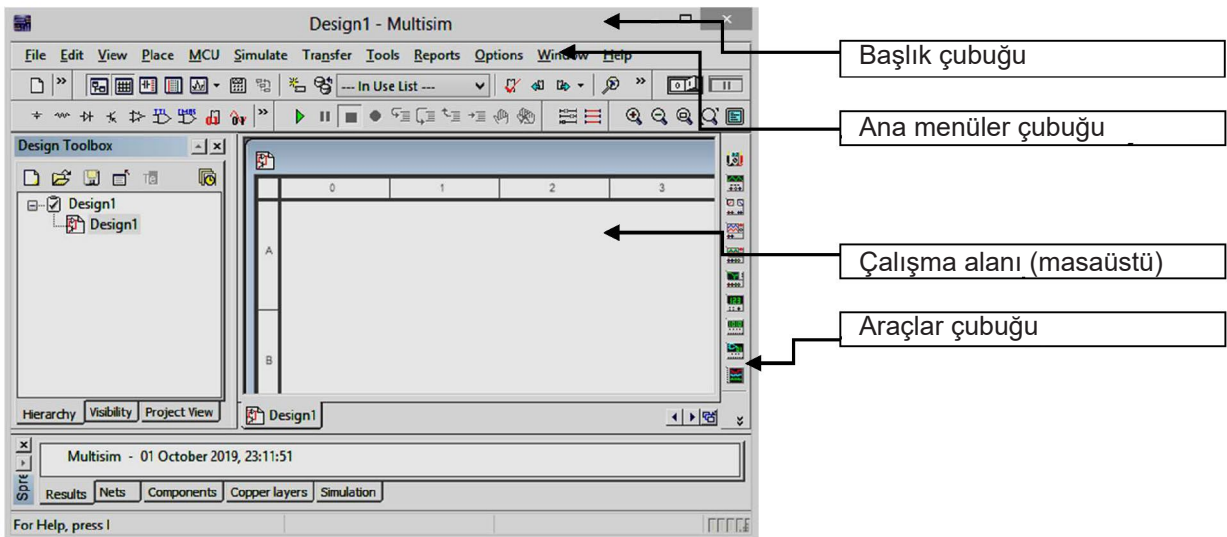 Design1 - Multisim
File Edit View Place MCU Simulate Transfer Tools Reports Options Window Help
--- In Use List ---
Design Toolbox
0 1 2 3
Design1
Design1
A
B
Hierarchy Visibility Project View
Design1
Multisim - 01 October 2019, 23:11:51
Spre
Results Nets Components Copper layers Simulation
For Help, press
Başlık çubuğu
Ana menüler çubuğu
Çalışma alanı (masaüstü)
Araçlar çubuğu